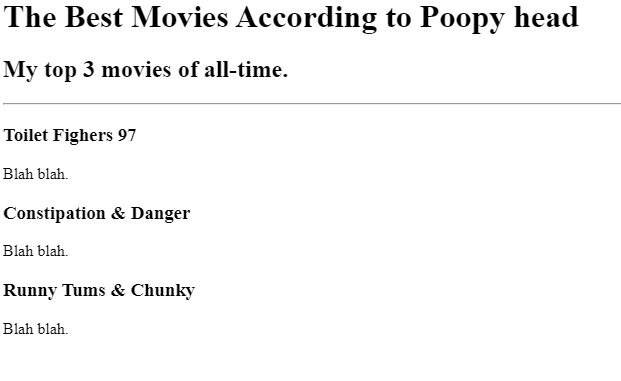 The Best Movies According to Poopy head
My top 3 movies of all-time.
Toilet Fighers 97
Blah blah.
Constipation & Danger
Blah blah.
Runny Tums & Chunky
Blah blah.